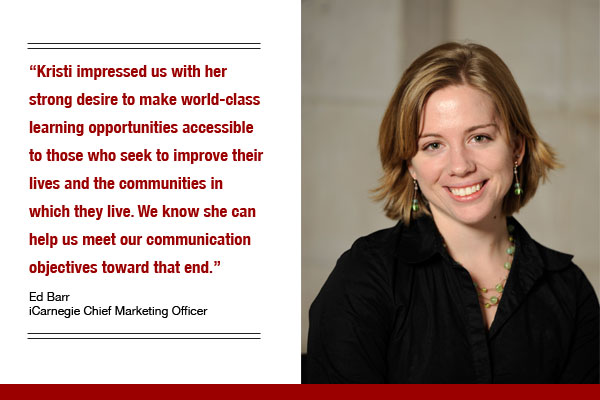 “Kristi impressed us with her
strong desire to make world-class
learning opportunities accessible
to those who seek to improve their
lives and the communities in
which they live. We know she can
help us meet our communication
objectives toward that end.”
Ed Barr
iCarnegie Chief Marketing Officer